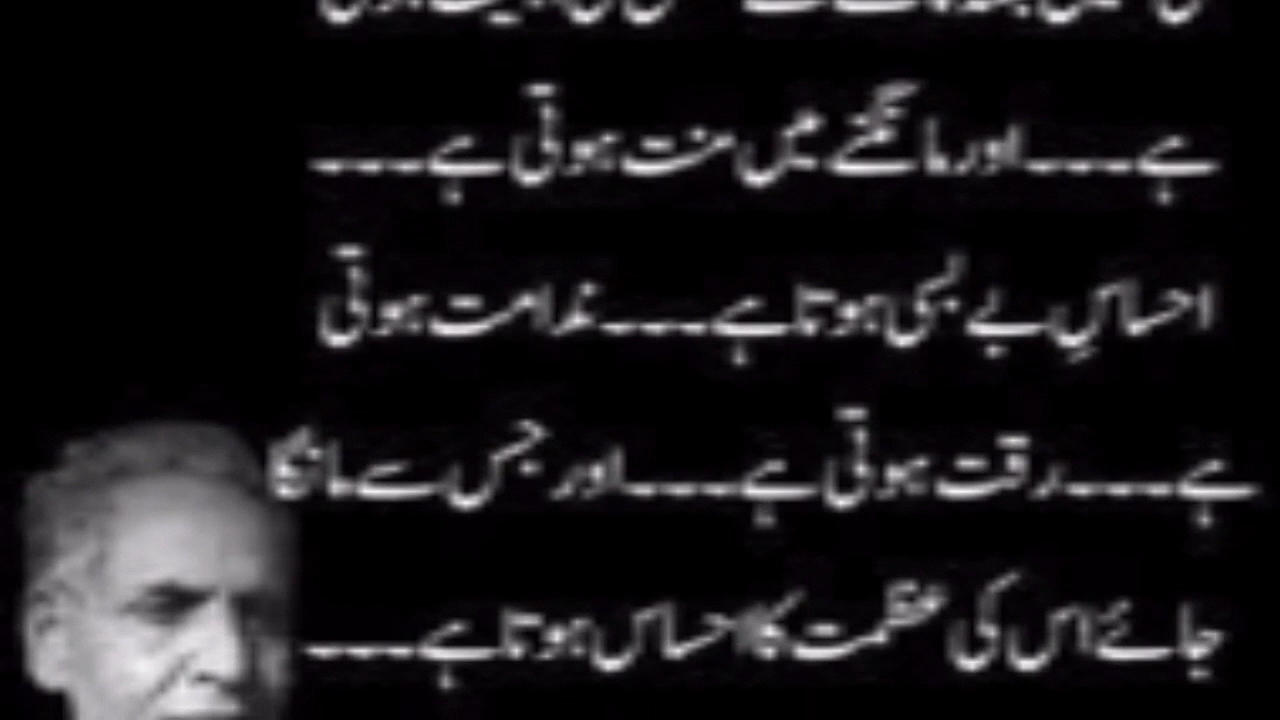 ہے ۔۔۔ اور مانگنے میں منت ہوتی ہے ۔۔۔
احساسِ بے بسی ہوتا ہے ۔۔۔ ندامت ہوتی
ہے ۔۔۔ رقت ہوتی ہے ۔۔۔ اور جس سے مانگا
جائے اس کی عظمت کا احساس ہوتا ہے ۔۔۔